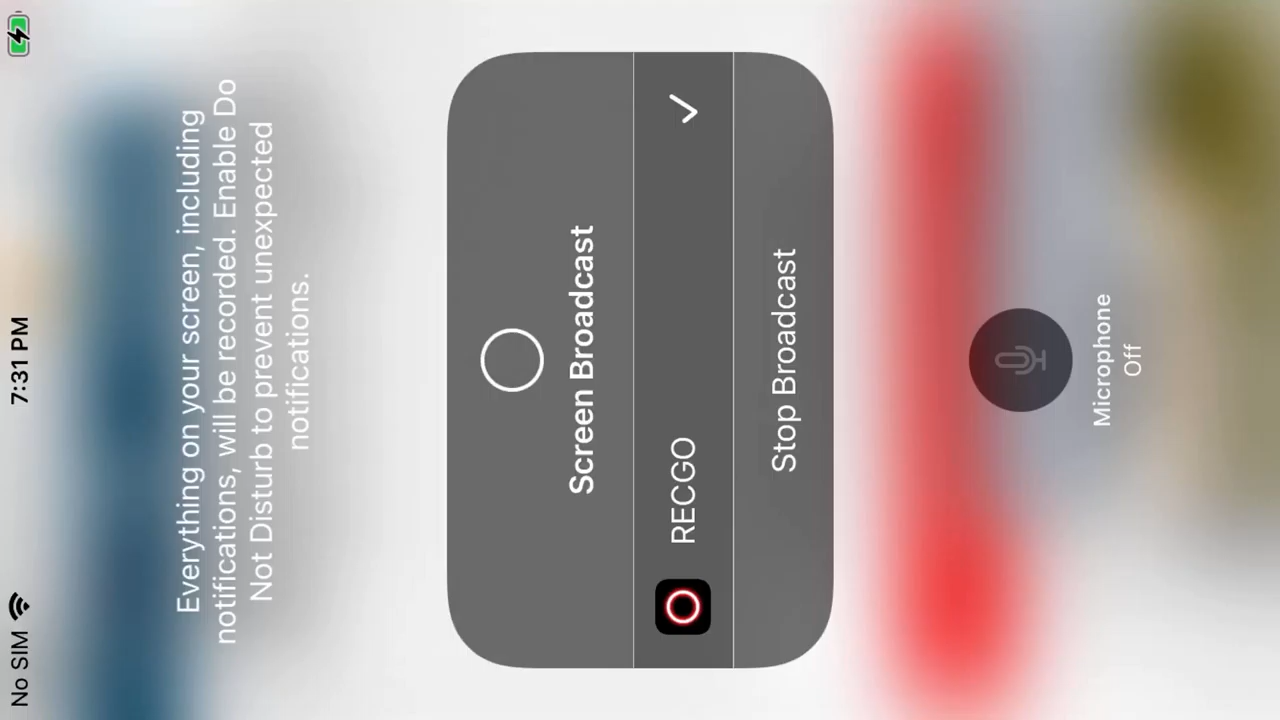 No SIM 7:31 PM
Everything on your screen, including
notifications, will be recorded. Enable Do
Not Disturb to prevent unexpected
notifications.
Screen Broadcast
RECGO
Stop Broadcast
Microphone
Off